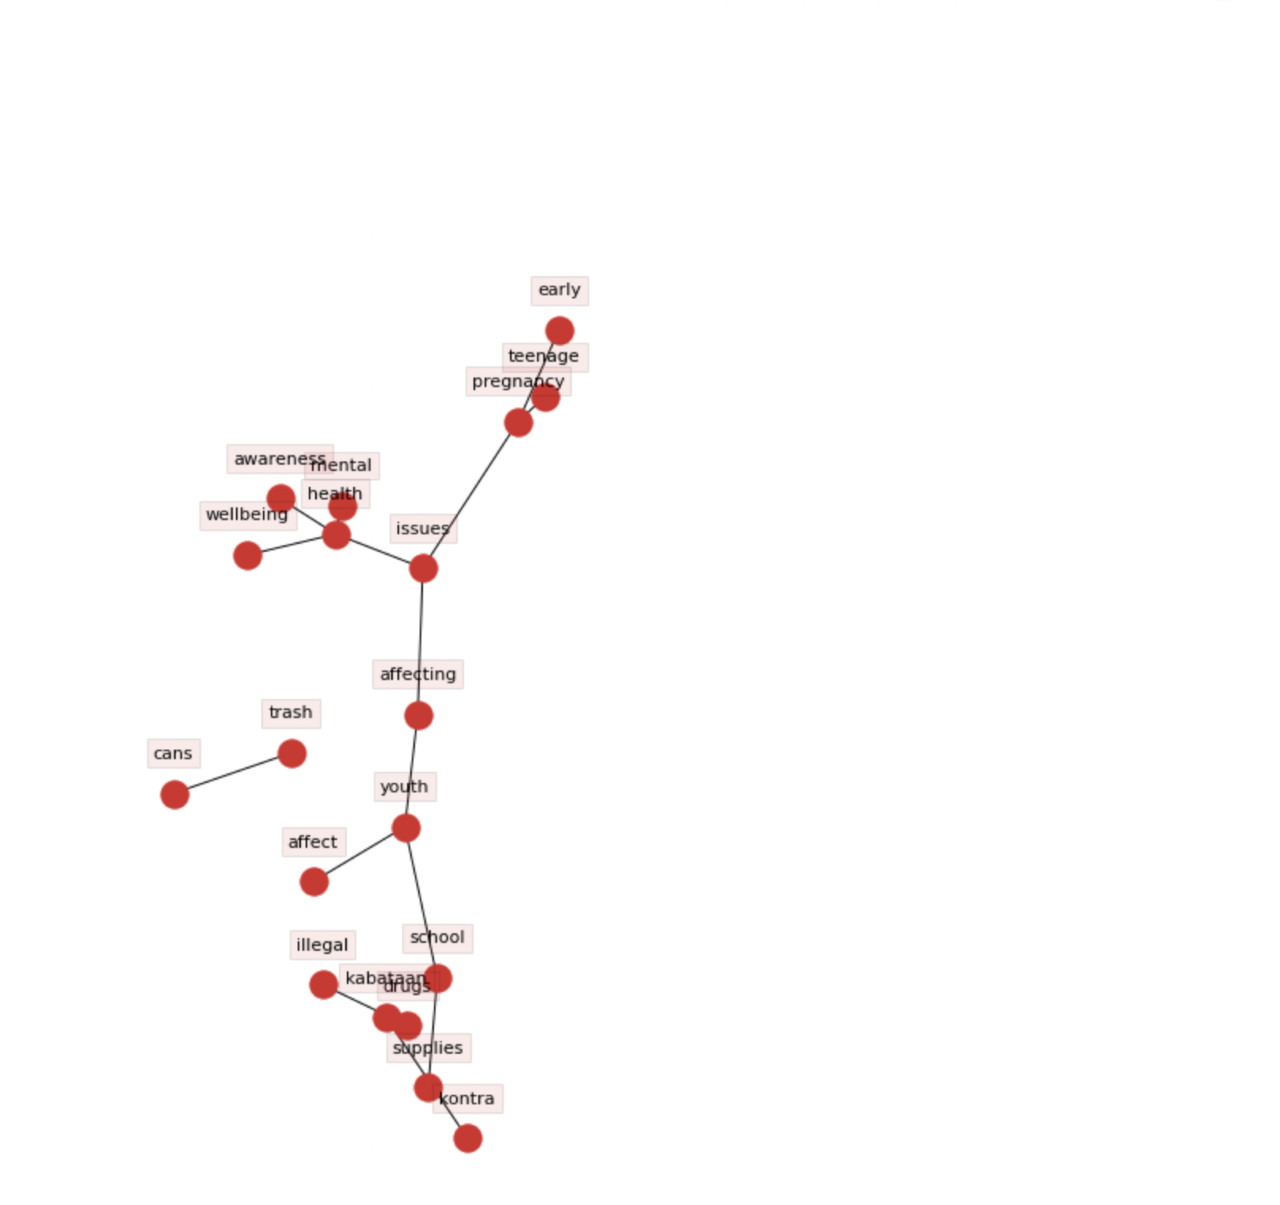 early
teenage
pregnancy
awareness
mental
health
wellbeing
issues
affecting
trash
cans
youth
affect
school
illegal
kabataan
drugs
supplies
kontra